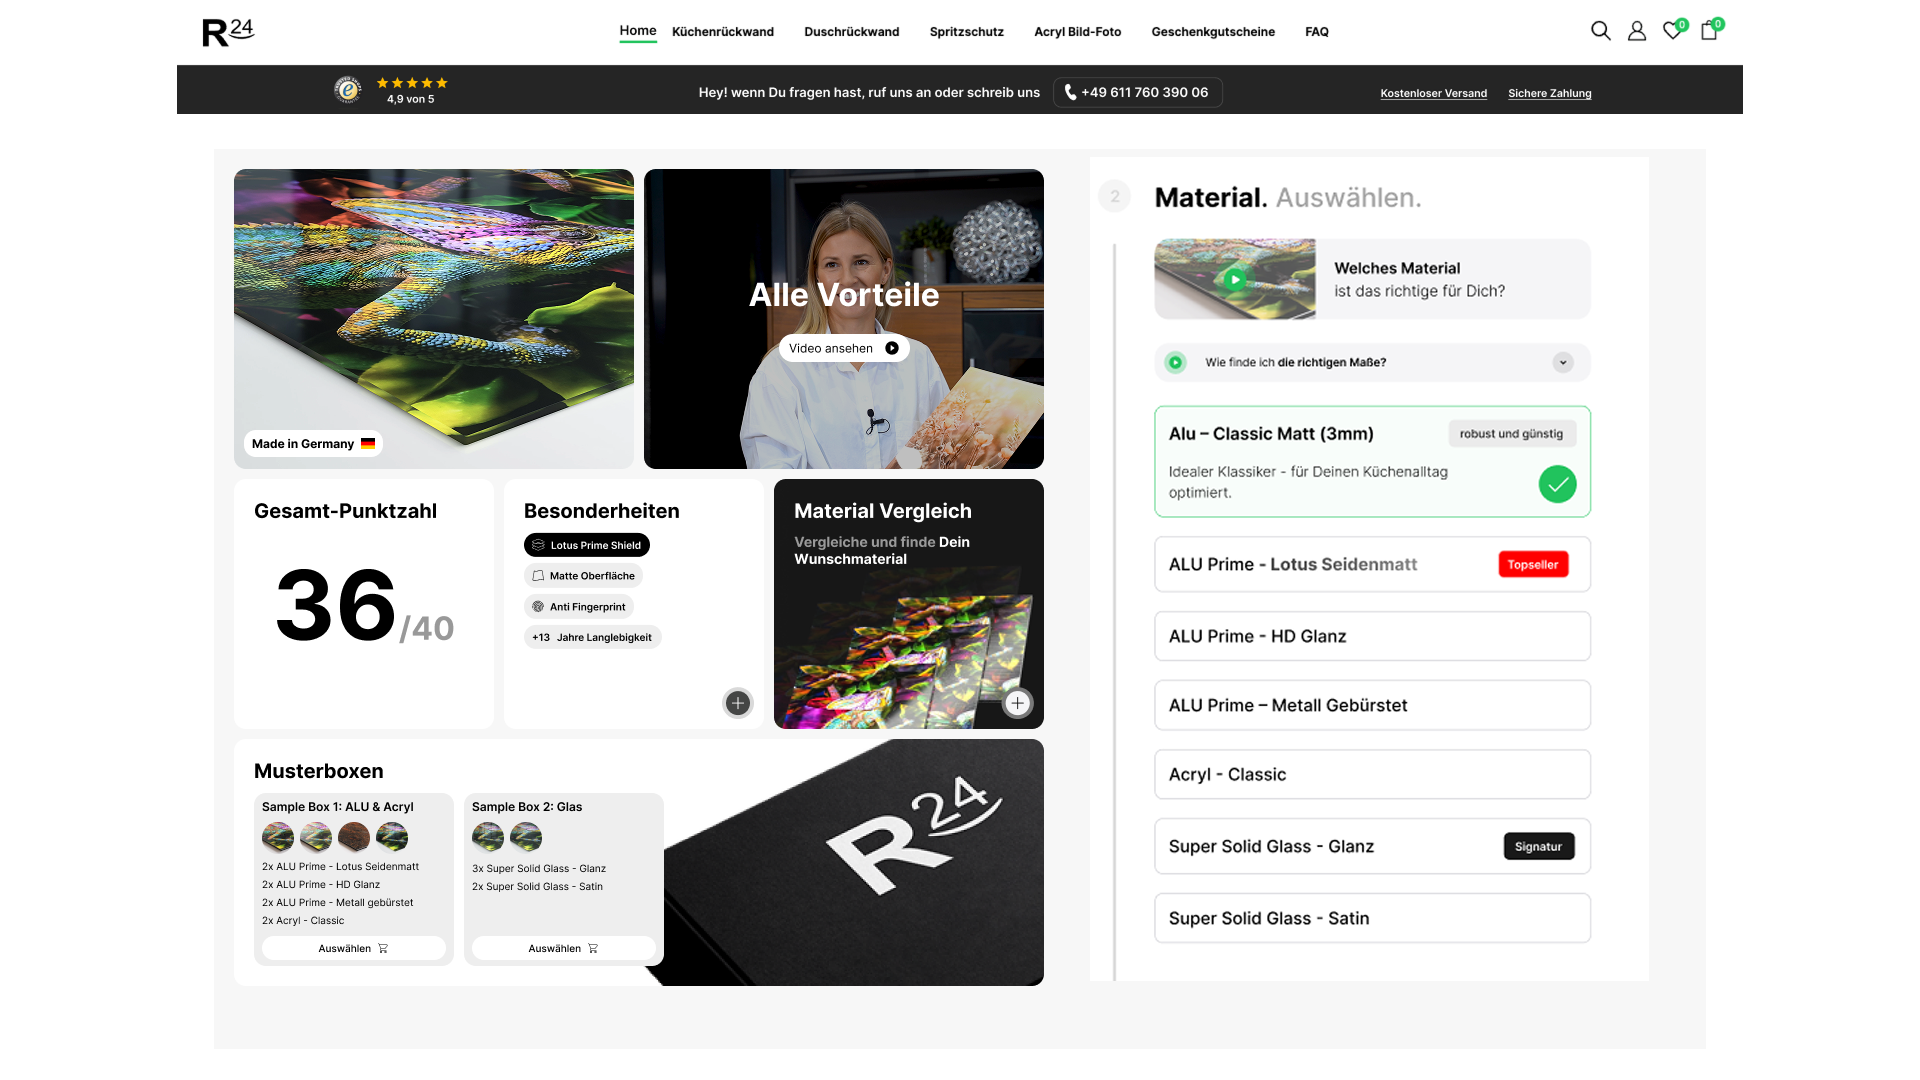 R24
Home
Küchenrückwand
Duschrückwand
Spritzschutz
Acryl Bild-Foto
Geschenkgutscheine
FAQ
0
0
4,9 von 5
Hey! wenn Du fragen hast, ruf uns an oder schreib uns
+49 611 760 390 06
Kostenloser Versand
Sichere Zahlung
Made in Germany
Alle Vorteile
Video ansehen
Gesamt-Punktzahl
36/40
Besonderheiten
Lotus Prime Shield
Matte Oberfläche
Anti Fingerprint
+13 Jahre Langlebigkeit
Material Vergleich
Vergleiche und finde Dein
Wunschmaterial
Musterboxen
Sample Box 1: ALU & Acryl
2x ALU Prime - Lotus Seidenmatt
2x ALU Prime - HD Glanz
2x ALU Prime - Metall gebürstet
2x Acryl - Classic
Auswählen
Sample Box 2: Glas
3x Super Solid Glass - Glanz
2x Super Solid Glass - Satin
Auswählen
R24
2
Material. Auswählen.
Welches Material
ist das richtige für Dich?
Wie finde ich die richtigen Maße?
Alu – Classic Matt (3mm)
robust und günstig
Idealer Klassiker - für Deinen Küchenalltag
optimiert.
ALU Prime - Lotus Seidenmatt
Topseller
ALU Prime - HD Glanz
ALU Prime – Metall Gebürstet
Acryl - Classic
Super Solid Glass - Glanz
Signatur
Super Solid Glass - Satin